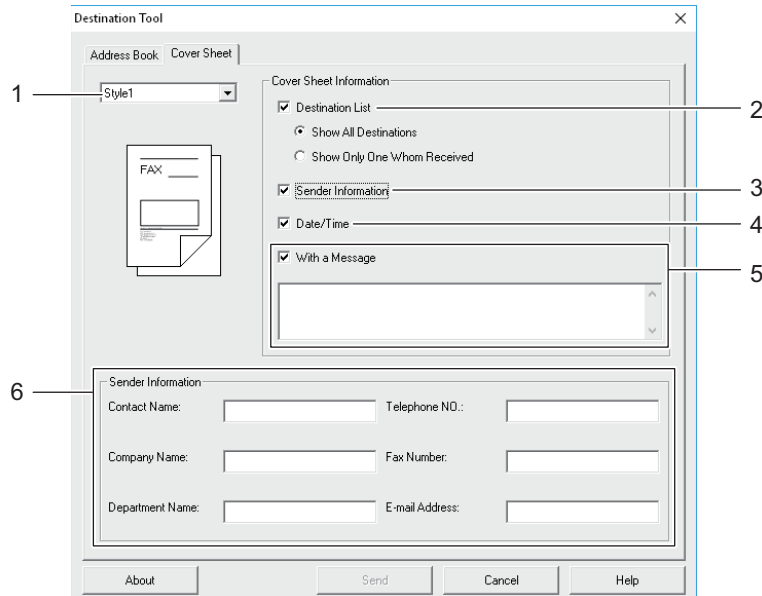 Destination Tool
Address Book Cover Sheet
1 Style1
Cover Sheet Information
Destination List 2
Show All Destinations
Show Only One Whom Received
FAX
Sender Information 3
Date/Time 4
With a Message 5
6 Sender Information
Contact Name: Telephone NO.:
Company Name: Fax Number:
Department Name: E-mail Address:
About Send Cancel Help